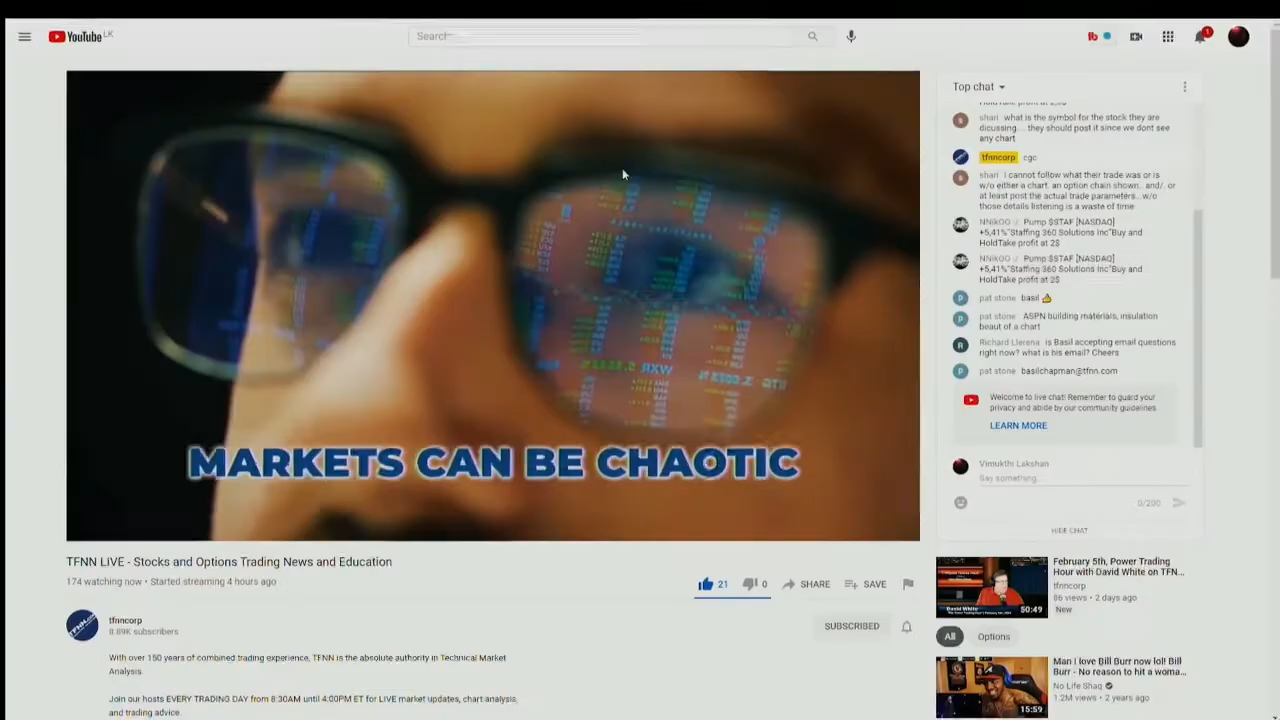 YouTube LK
Search
1
MARKETS CAN BE CHAOTIC
TFNN LIVE - Stocks and Options Trading News and Education
174 watching now • Started streaming 4 hours ago
21
0
SHARE
SAVE
tfnncorp
8.89K subscribers
SUBSCRIBED
With over 150 years of combined trading experience, TFNN is the absolute authority in Technical Market
Analysis.
Join our hosts EVERY TRADING DAY from 8:30AM until 4:00PM ET for LIVE market updates, chart analysis,
and trading advice.
Top chat
shari what is the symbol for the stock they are
dicussing.... they should post it since we dont see
any chart
tfnncorp cgc
shari I cannot follow what their trade was or is
w/o either a chart. an option chain shown.. and/. or
at least post the actual trade parameters...w/o
those details listening is a waste of time
Pump $STAF [NASDAQ]
+5,41%"Staffing 360 Solutions Inc"Buy and
HoldTake profit at 2$
Pump $STAF [NASDAQ]
+5,41%"Staffing 360 Solutions Inc"Buy and
HoldTake profit at 2$
pat stone basil 👍
pat stone ASPN building materials, insulation
beaut of a chart
Richard Llerena is Basil accepting email questions
right now? what is his email? Cheers
pat stone basilchapman@tfnn.com
Welcome to live chat! Remember to guard your
privacy and abide by our community guidelines.
LEARN MORE
Vimukthi Lakshan
Say something...
0/200
HIDE CHAT
50:49
February 5th, Power Trading
Hour with David White on TFN...
tfnncorp
86 views • 2 days ago
New
All
Options
15:59
Man I love Bill Burr now lol! Bill
Burr - No reason to hit a woma...
No Life Shaq
1.2M views • 2 years ago